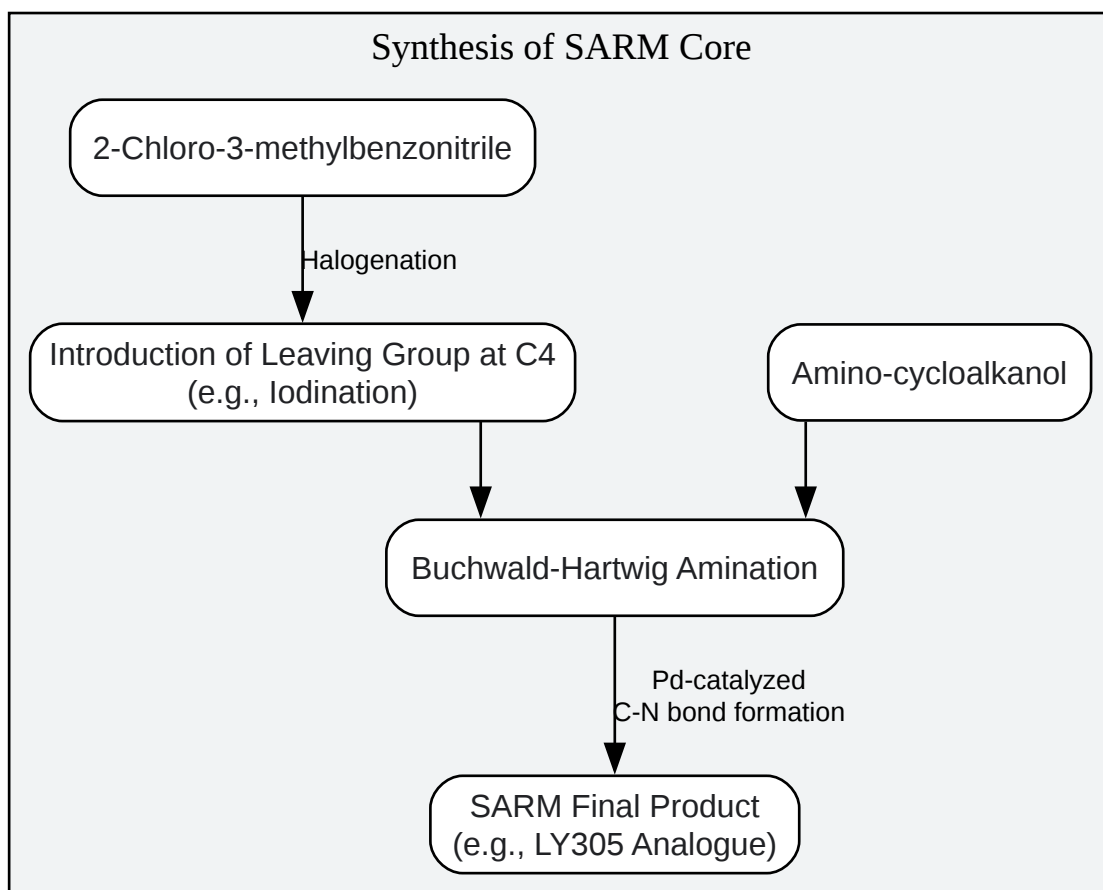 Synthesis of SARM Core
2-Chloro-3-methylbenzonitrile
Halogenation
Introduction of Leaving Group at C4
(e.g., Iodination)
Amino-cycloalkanol
Buchwald-Hartwig Amination
Pd-catalyzed
C-N bond formation
SARM Final Product
(e.g., LY305 Analogue)